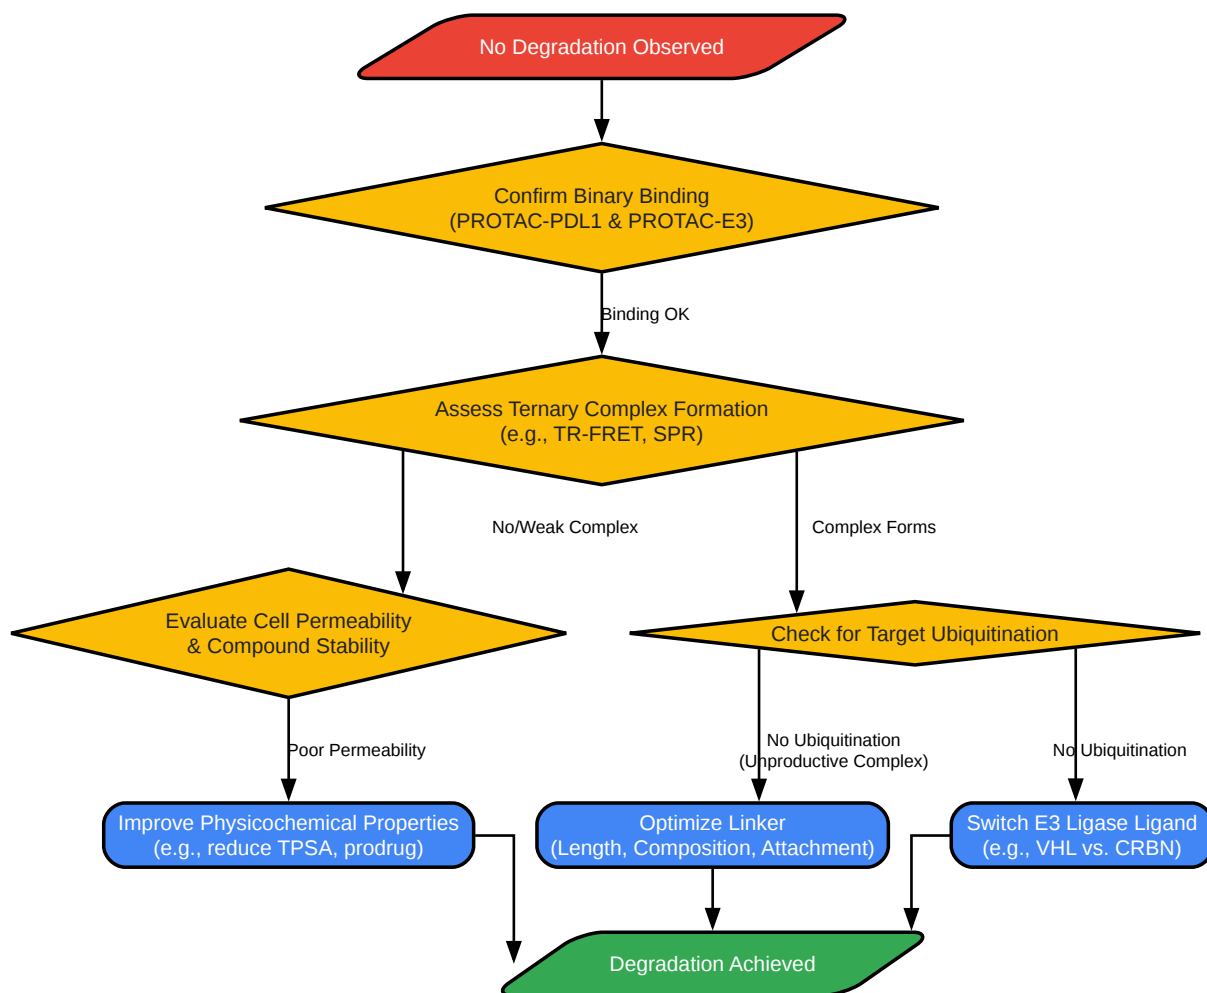 No Degradation Observed
Confirm Binary Binding
(PROTAC-PDL1 & PROTAC-E3)
Binding OK
Assess Ternary Complex Formation
(e.g., TR-FRET, SPR)
No/Weak Complex
Complex Forms
Evaluate Cell Permeability
& Compound Stability
Check for Target Ubiquitination
Poor Permeability
No Ubiquitination
(Unproductive Complex)
No Ubiquitination
Improve Physicochemical Properties
(e.g., reduce TPSA, prodrug)
Optimize Linker
(Length, Composition, Attachment)
Switch E3 Ligase Ligand
(e.g., VHL vs. CRBN)
Degradation Achieved